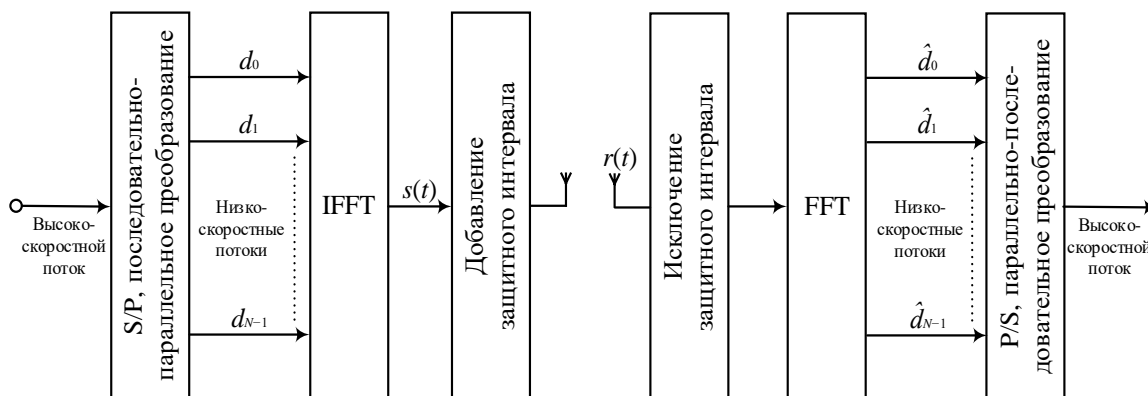 Высоко-
скоростной
поток
S/P, последовательно-
параллельное преобразование
d0
d1
Низко-
скоростные
потоки
dN−1
IFFT
s(t)
Добавление
защитного интервала
r(t)
Исключение
защитного интервала
FFT
d̂0
d̂1
Низко-
скоростные
потоки
d̂N−1
P/S, параллельно-после-
довательное преобразование
Высоко-
скоростной
поток